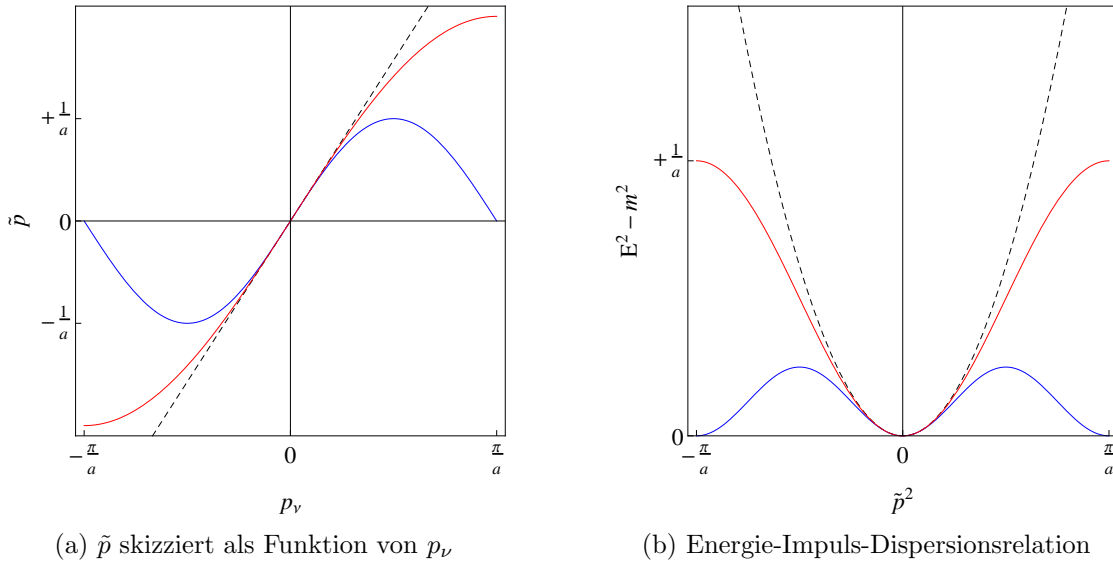 +1/a
0
−1/a
p̃
−π/a
0
π/a
p_ν
(a) p̃ skizziert als Funktion von p_ν
+1/a
0
E² − m²
−π/a
0
π/a
p̃²
(b) Energie-Impuls-Dispersionsrelation